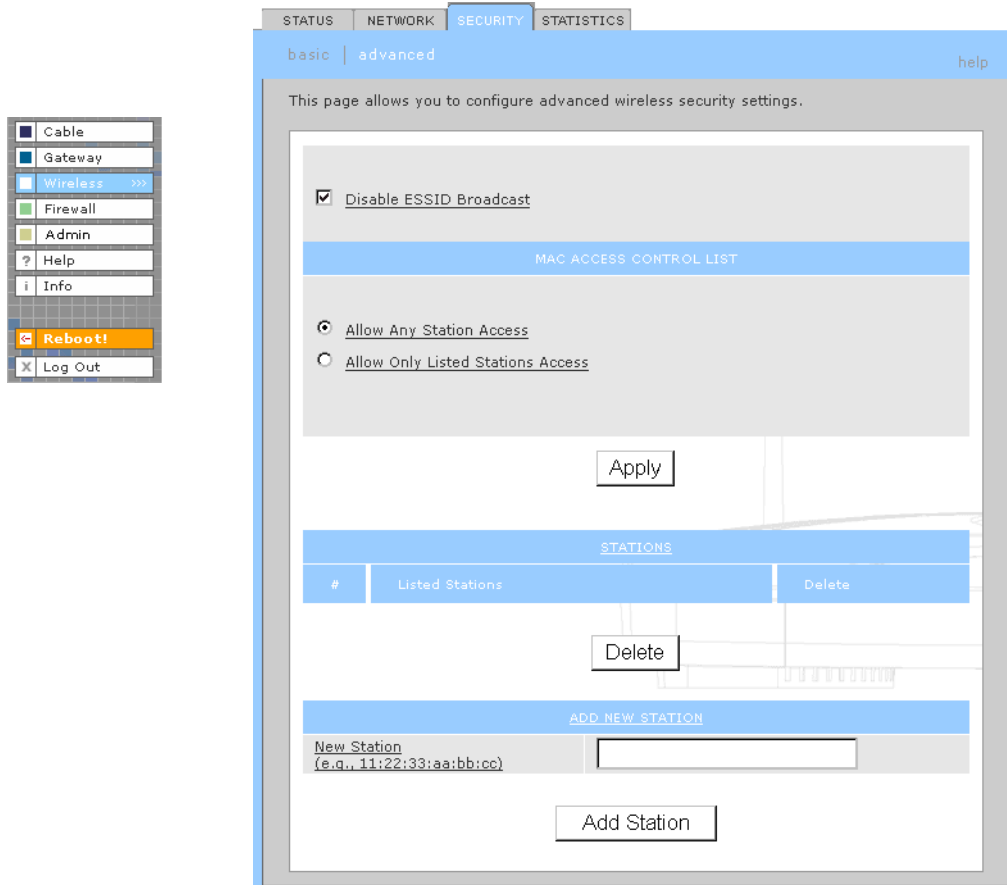 STATUS NETWORK SECURITY STATISTICS
basic | advanced
help
This page allows you to configure advanced wireless security settings.
Cable
Gateway
Wireless >>>
Firewall
Admin
? Help
i Info
Reboot!
X Log Out
Disable ESSID Broadcast
MAC ACCESS CONTROL LIST
Allow Any Station Access
Allow Only Listed Stations Access
Apply
STATIONS
# Listed Stations Delete
Delete
ADD NEW STATION
New Station
(e.g., 11:22:33:aa:bb:cc)
Add Station